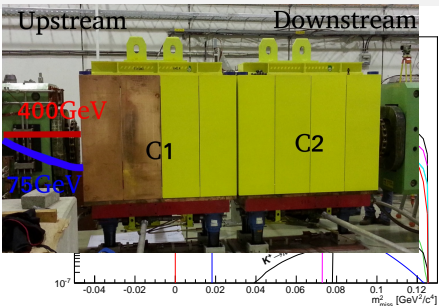 Upstream Downstream
400GeV
C1 C2
75GeV
10⁻⁷
-0.04 -0.02 0 0.02 0.04 0.06 0.08 0.1 0.12
m²miss [GeV²/c⁴]